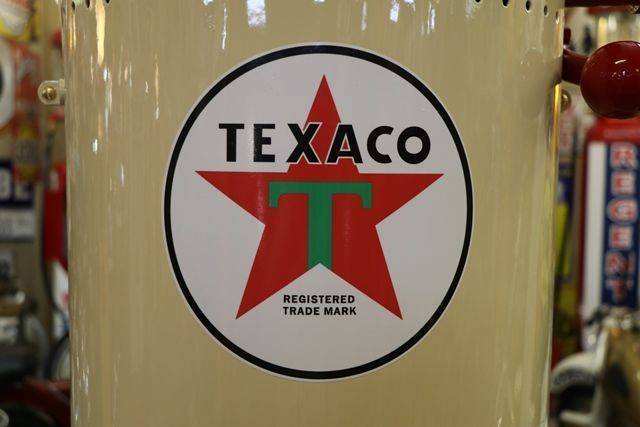 TEXACO
T
REGISTERED
TRADE MARK
REGENT